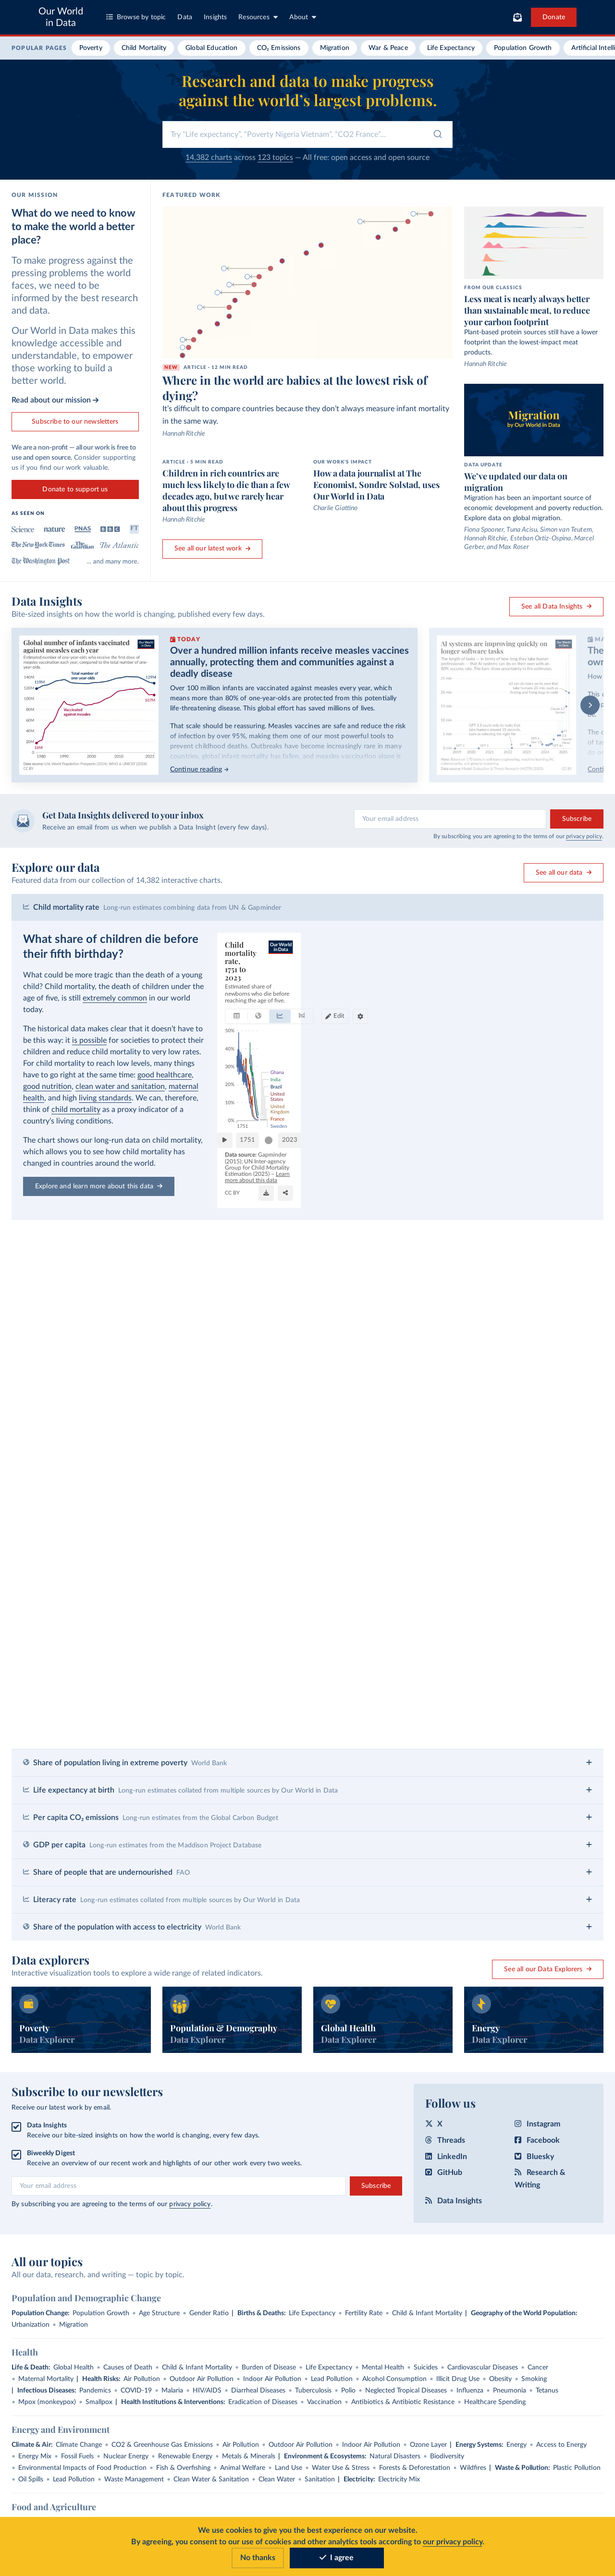 Our World
in Data
Browse by topic
Data
Insights
Resources
About
Donate
POPULAR PAGES
Poverty
Child Mortality
Global Education
CO₂ Emissions
Migration
War & Peace
Life Expectancy
Population Growth
Artificial Intelli
Research and data to make progress
against the world's largest problems.
Try "Life expectancy", "Poverty Nigeria Vietnam", "CO2 France"...
14,382 charts across 123 topics — All free: open access and open source
OUR MISSION
What do we need to know
to make the world a better
place?
To make progress against the
pressing problems the world
faces, we need to be
informed by the best research
and data.
Our World in Data makes this
knowledge accessible and
understandable, to empower
those working to build a
better world.
Read about our mission
Subscribe to our newsletters
We are a non-profit — all our work is free to
use and open source. Consider supporting
us if you find our work valuable.
Donate to support us
AS SEEN ON
Science
nature
PNAS
BBC
FT
The New York Times
The Guardian
The Atlantic
The Washington Post
... and many more.
FEATURED WORK
NEW ARTICLE - 12 MIN READ
Where in the world are babies at the lowest risk of
dying?
It's difficult to compare countries because they don't always measure infant mortality
in the same way.
Hannah Ritchie
ARTICLE - 5 MIN READ
Children in rich countries are
much less likely to die than a few
decades ago, but we rarely hear
about this progress
Hannah Ritchie
OUR WORK'S IMPACT
How a data journalist at The
Economist, Sondre Solstad, uses
Our World in Data
Charlie Giattino
See all our latest work
FROM OUR CLASSICS
Less meat is nearly always better
than sustainable meat, to reduce
your carbon footprint
Plant-based protein sources still have a lower
footprint than the lowest-impact meat
products.
Hannah Ritchie
Migration
by Our World in Data
DATA UPDATE
We've updated our data on
migration
Migration has been an important source of
economic development and poverty reduction.
Explore data on global migration.
Fiona Spooner, Tuna Acisu, Simon van Teutem,
Hannah Ritchie, Esteban Ortiz-Ospina, Marcel
Gerber, and Max Roser
Data Insights
Bite-sized insights on how the world is changing, published every few days.
See all Data Insights
Global number of infants vaccinated
against measles each year
Our World in Data
140M
120M
100M
80M
60M
40M
20M
0M
119M
Total number of
one-year-olds
129M
107M
Vaccinated
against measles
16M
1980
1990
2000
2010
2023
CC BY
TODAY
Over a hundred million infants receive measles vaccines
annually, protecting them and communities against a
deadly disease
Over 100 million infants are vaccinated against measles every year, which
means more than 80% of one-year-olds are protected from this potentially
life-threatening disease. This global effort has saved millions of lives.
That scale should be reassuring. Measles vaccines are safe and reduce the risk
of infection by over 95%, making them one of our most powerful tools to
prevent childhood deaths. Outbreaks have become increasingly rare in many
countries, global infant mortality has fallen, and measles vaccination alone is
Continue reading
AI systems are improving quickly on
longer software tasks
Get Data Insights delivered to your inbox
Receive an email from us when we publish a Data Insight (every few days).
Your email address
Subscribe
By subscribing you are agreeing to the terms of our privacy policy.
Explore our data
Featured data from our collection of 14,382 interactive charts.
See all our data
Child mortality rate Long-run estimates combining data from UN & Gapminder
What share of children die before
their fifth birthday?
What could be more tragic than the death of a young
child? Child mortality, the death of children under the
age of five, is still extremely common in our world
today.
The historical data makes clear that it doesn't have to
be this way: it is possible for societies to protect their
children and reduce child mortality to very low rates.
For child mortality to reach low levels, many things
have to go right at the same time: good healthcare,
good nutrition, clean water and sanitation, maternal
health, and high living standards. We can, therefore,
think of child mortality as a proxy indicator of a
country's living conditions.
The chart shows our long-run data on child mortality,
which allows you to see how child mortality has
changed in countries around the world.
Explore and learn more about this data
Child
mortality
rate,
1751 to
2023
Our World
in Data
Estimated share of
newborns who die before
reaching the age of five.
Edit
50%
40%
30%
20%
10%
0%
1751
Ghana
India
Brazil
United
States
United
Kingdom
France
Sweden
1751
2023
Data source: Gapminder
(2015); UN Inter-agency
Group for Child Mortality
Estimation (2025) – Learn
more about this data
CC BY
Share of population living in extreme poverty World Bank
Life expectancy at birth Long-run estimates collated from multiple sources by Our World in Data
Per capita CO₂ emissions Long-run estimates from the Global Carbon Budget
GDP per capita Long-run estimates from the Maddison Project Database
Share of people that are undernourished FAO
Literacy rate Long-run estimates collated from multiple sources by Our World in Data
Share of the population with access to electricity World Bank
Data explorers
Interactive visualization tools to explore a wide range of related indicators.
See all our Data Explorers
Poverty
Data Explorer
Population & Demography
Data Explorer
Global Health
Data Explorer
Energy
Data Explorer
Subscribe to our newsletters
Receive our latest work by email.
Data Insights
Receive our bite-sized insights on how the world is changing, every few days.
Biweekly Digest
Receive an overview of our recent work and highlights of our other work every two weeks.
Your email address
Subscribe
By subscribing you are agreeing to the terms of our privacy policy.
Follow us
X
Instagram
Threads
Facebook
LinkedIn
Bluesky
GitHub
Research &
Writing
Data Insights
All our topics
All our data, research, and writing — topic by topic.
Population and Demographic Change
Population Change: Population Growth • Age Structure • Gender Ratio | Births & Deaths: Life Expectancy • Fertility Rate • Child & Infant Mortality | Geography of the World Population:
Urbanization • Migration
Health
Life & Death: Global Health • Causes of Death • Child & Infant Mortality • Burden of Disease • Life Expectancy • Mental Health • Suicides • Cardiovascular Diseases • Cancer
• Maternal Mortality | Health Risks: Air Pollution • Outdoor Air Pollution • Indoor Air Pollution • Lead Pollution • Alcohol Consumption • Illicit Drug Use • Obesity • Smoking
| Infectious Diseases: Pandemics • COVID-19 • Malaria • HIV/AIDS • Diarrheal Diseases • Tuberculosis • Polio • Neglected Tropical Diseases • Influenza • Pneumonia • Tetanus
• Mpox (monkeypox) • Smallpox | Health Institutions & Interventions: Eradication of Diseases • Vaccination • Antibiotics & Antibiotic Resistance • Healthcare Spending
Energy and Environment
Climate & Air: Climate Change • CO2 & Greenhouse Gas Emissions • Air Pollution • Outdoor Air Pollution • Indoor Air Pollution • Ozone Layer | Energy Systems: Energy • Access to Energy
• Energy Mix • Fossil Fuels • Nuclear Energy • Renewable Energy • Metals & Minerals | Environment & Ecosystems: Natural Disasters • Biodiversity
• Environmental Impacts of Food Production • Fish & Overfishing • Animal Welfare • Land Use • Water Use & Stress • Forests & Deforestation • Wildfires | Waste & Pollution: Plastic Pollution
• Oil Spills • Lead Pollution • Waste Management • Clean Water & Sanitation • Clean Water • Sanitation | Electricity: Electricity Mix
Food and Agriculture
We use cookies to give you the best experience on our website.
By agreeing, you consent to our use of cookies and other analytics tools according to our privacy policy.
No thanks
I agree